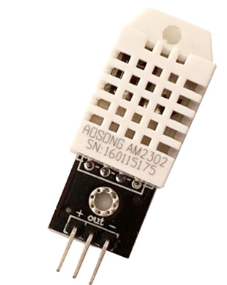 AOSONG AM2302
SN:160115175
+ out -